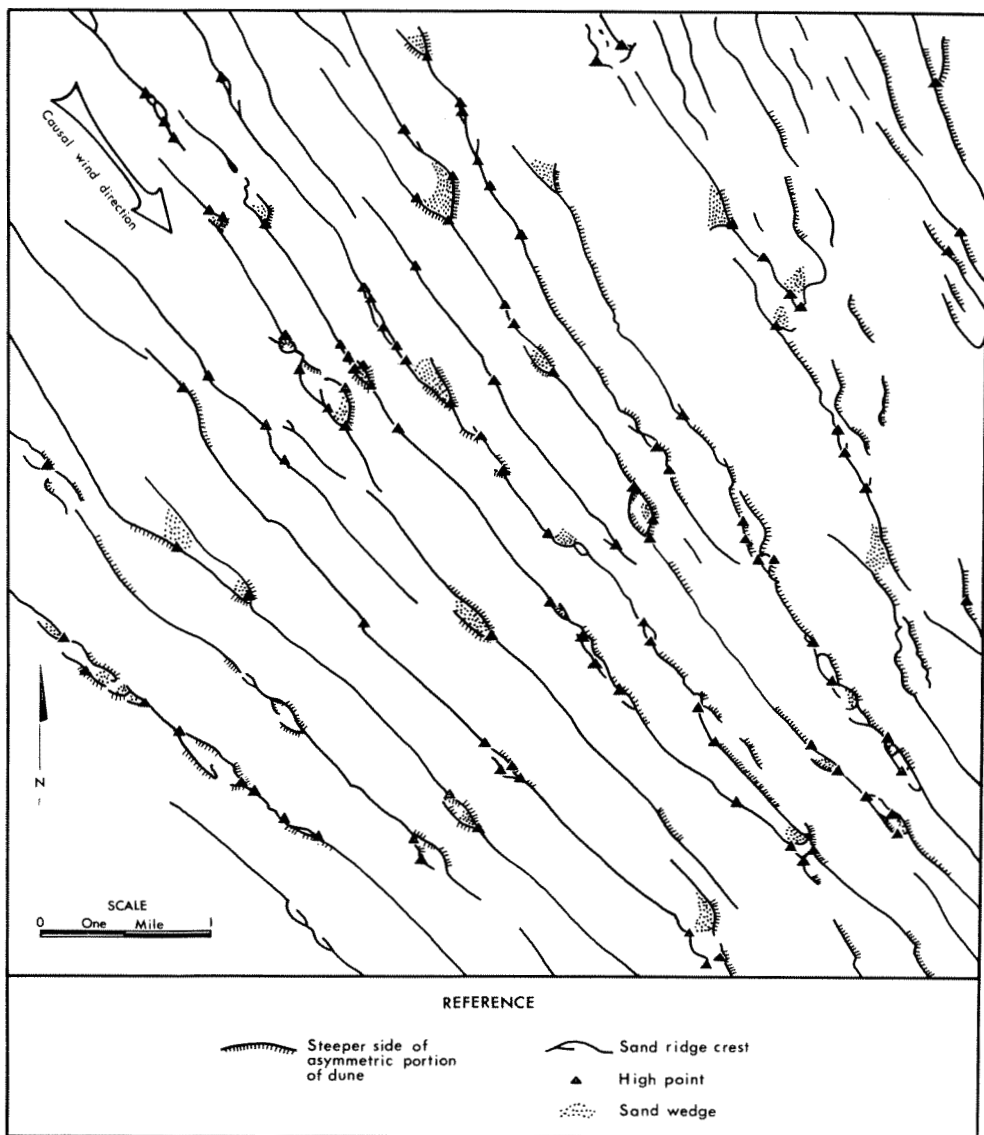 Causal wind direction
N
SCALE
0 One Mile 1
REFERENCE
Steeper side of
asymmetric portion
of dune
Sand ridge crest
High point
Sand wedge